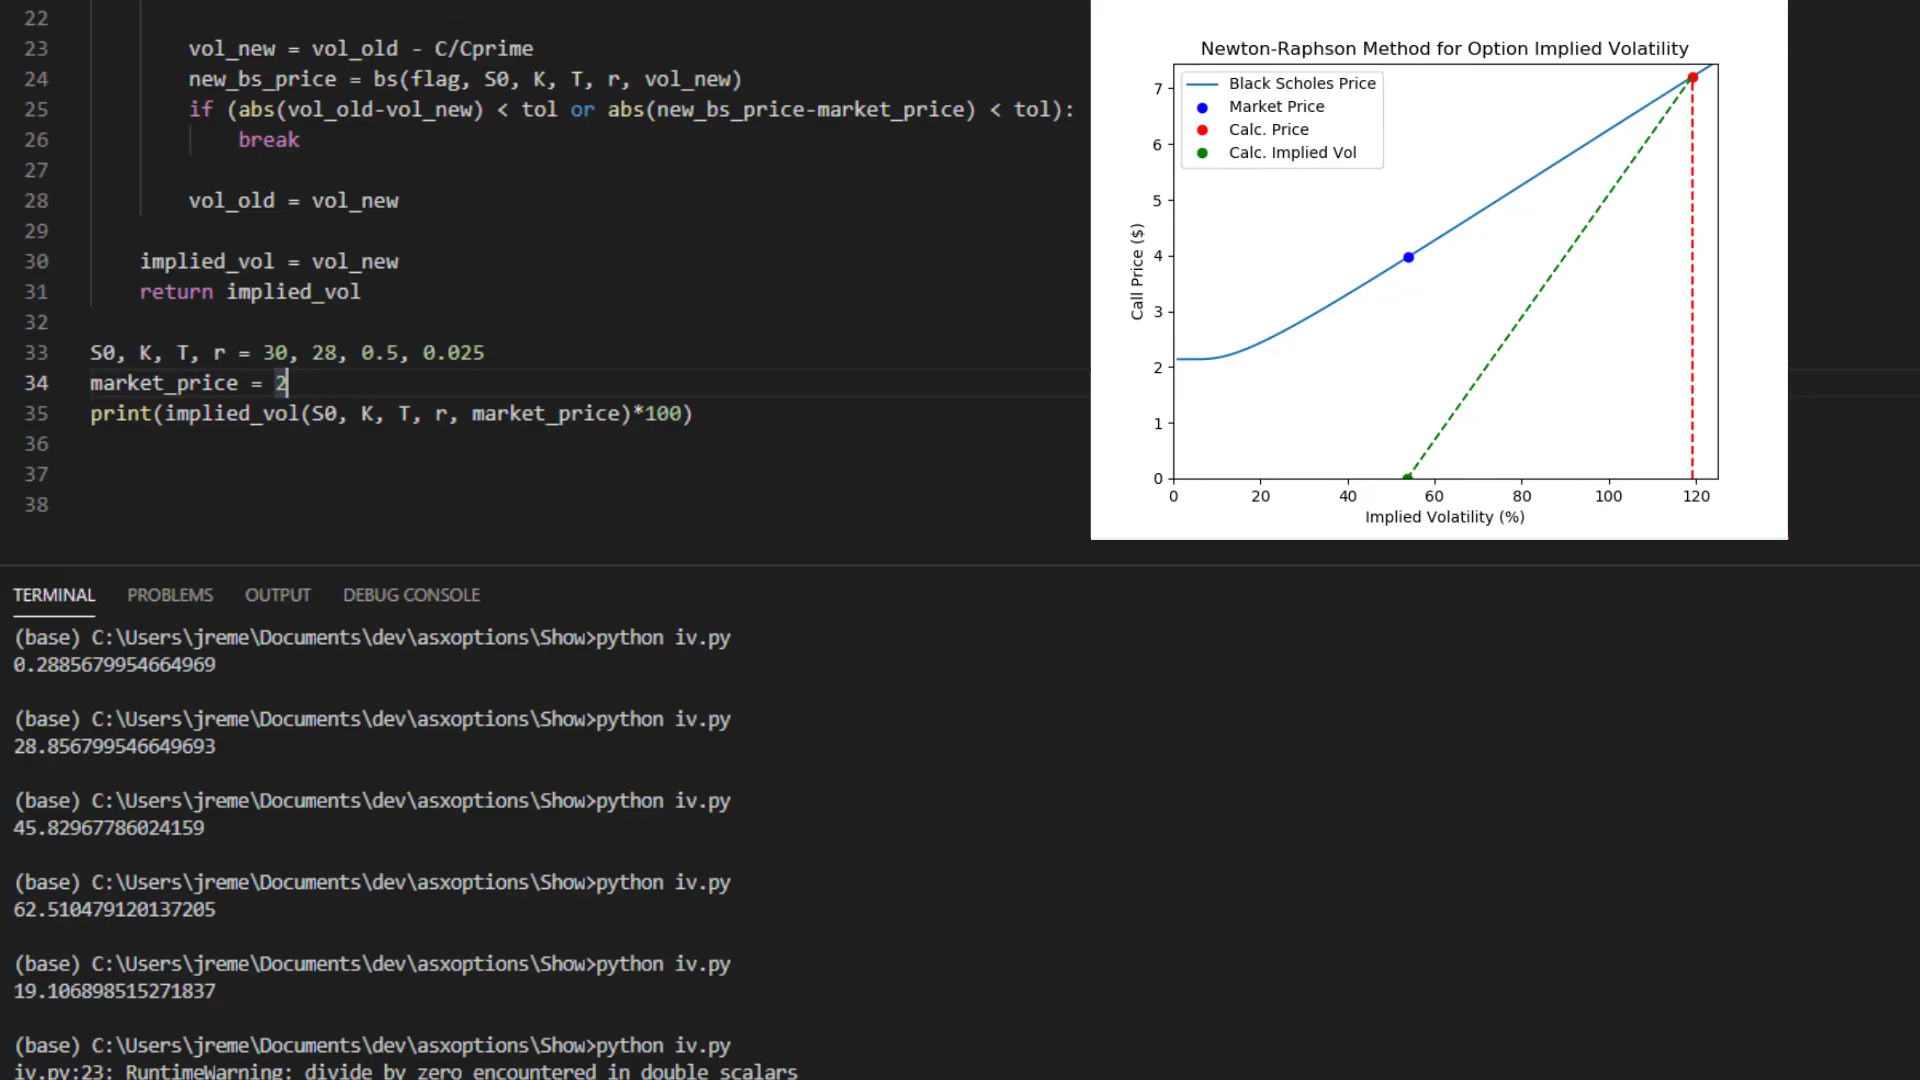 22
23 vol_new = vol_old - C/Cprime
24 new_bs_price = bs(flag, S0, K, T, r, vol_new)
25 if (abs(vol_old-vol_new) < tol or abs(new_bs_price-market_price) < tol):
26 break
27
28 vol_old = vol_new
29
30 implied_vol = vol_new
31 return implied_vol
32
33 S0, K, T, r = 30, 28, 0.5, 0.025
34 market_price = 2
35 print(implied_vol(S0, K, T, r, market_price)*100)
36
37
38
Newton-Raphson Method for Option Implied Volatility
Black Scholes Price
Market Price
Calc. Price
Calc. Implied Vol
Call Price ($)
7
6
5
4
3
2
1
0
0 20 40 60 80 100 120
Implied Volatility (%)
TERMINAL PROBLEMS OUTPUT DEBUG CONSOLE
(base) C:\Users\jreme\Documents\dev\asxoptions\Show>python iv.py
0.2885679954664969
(base) C:\Users\jreme\Documents\dev\asxoptions\Show>python iv.py
28.856799546649693
(base) C:\Users\jreme\Documents\dev\asxoptions\Show>python iv.py
45.82967786024159
(base) C:\Users\jreme\Documents\dev\asxoptions\Show>python iv.py
62.510479120137205
(base) C:\Users\jreme\Documents\dev\asxoptions\Show>python iv.py
19.106898515271837
(base) C:\Users\jreme\Documents\dev\asxoptions\Show>python iv.py
iv.py:23: RuntimeWarning: divide by zero encountered in double_scalars